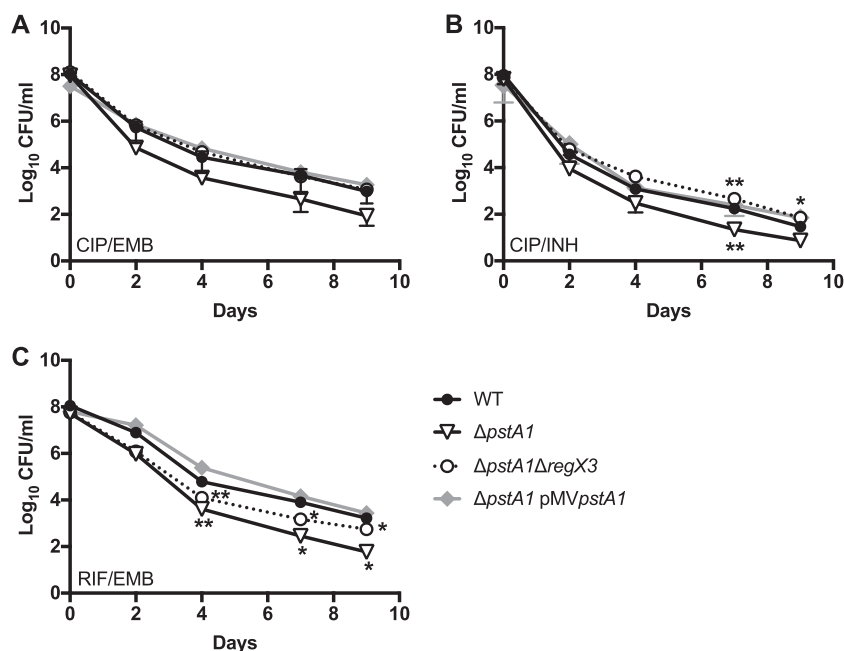 A
10
8
6
4
2
0
Log10 CFU/ml
CIP/EMB
0 2 4 6 8 10
Days
B
10
8
6
4
2
0
Log10 CFU/ml
**
*
**
CIP/INH
0 2 4 6 8 10
Days
C
10
8
6
4
2
0
Log10 CFU/ml
**
*
*
**
*
*
RIF/EMB
0 2 4 6 8 10
Days
WT
ΔpstA1
ΔpstA1ΔregX3
ΔpstA1 pMVpstA1